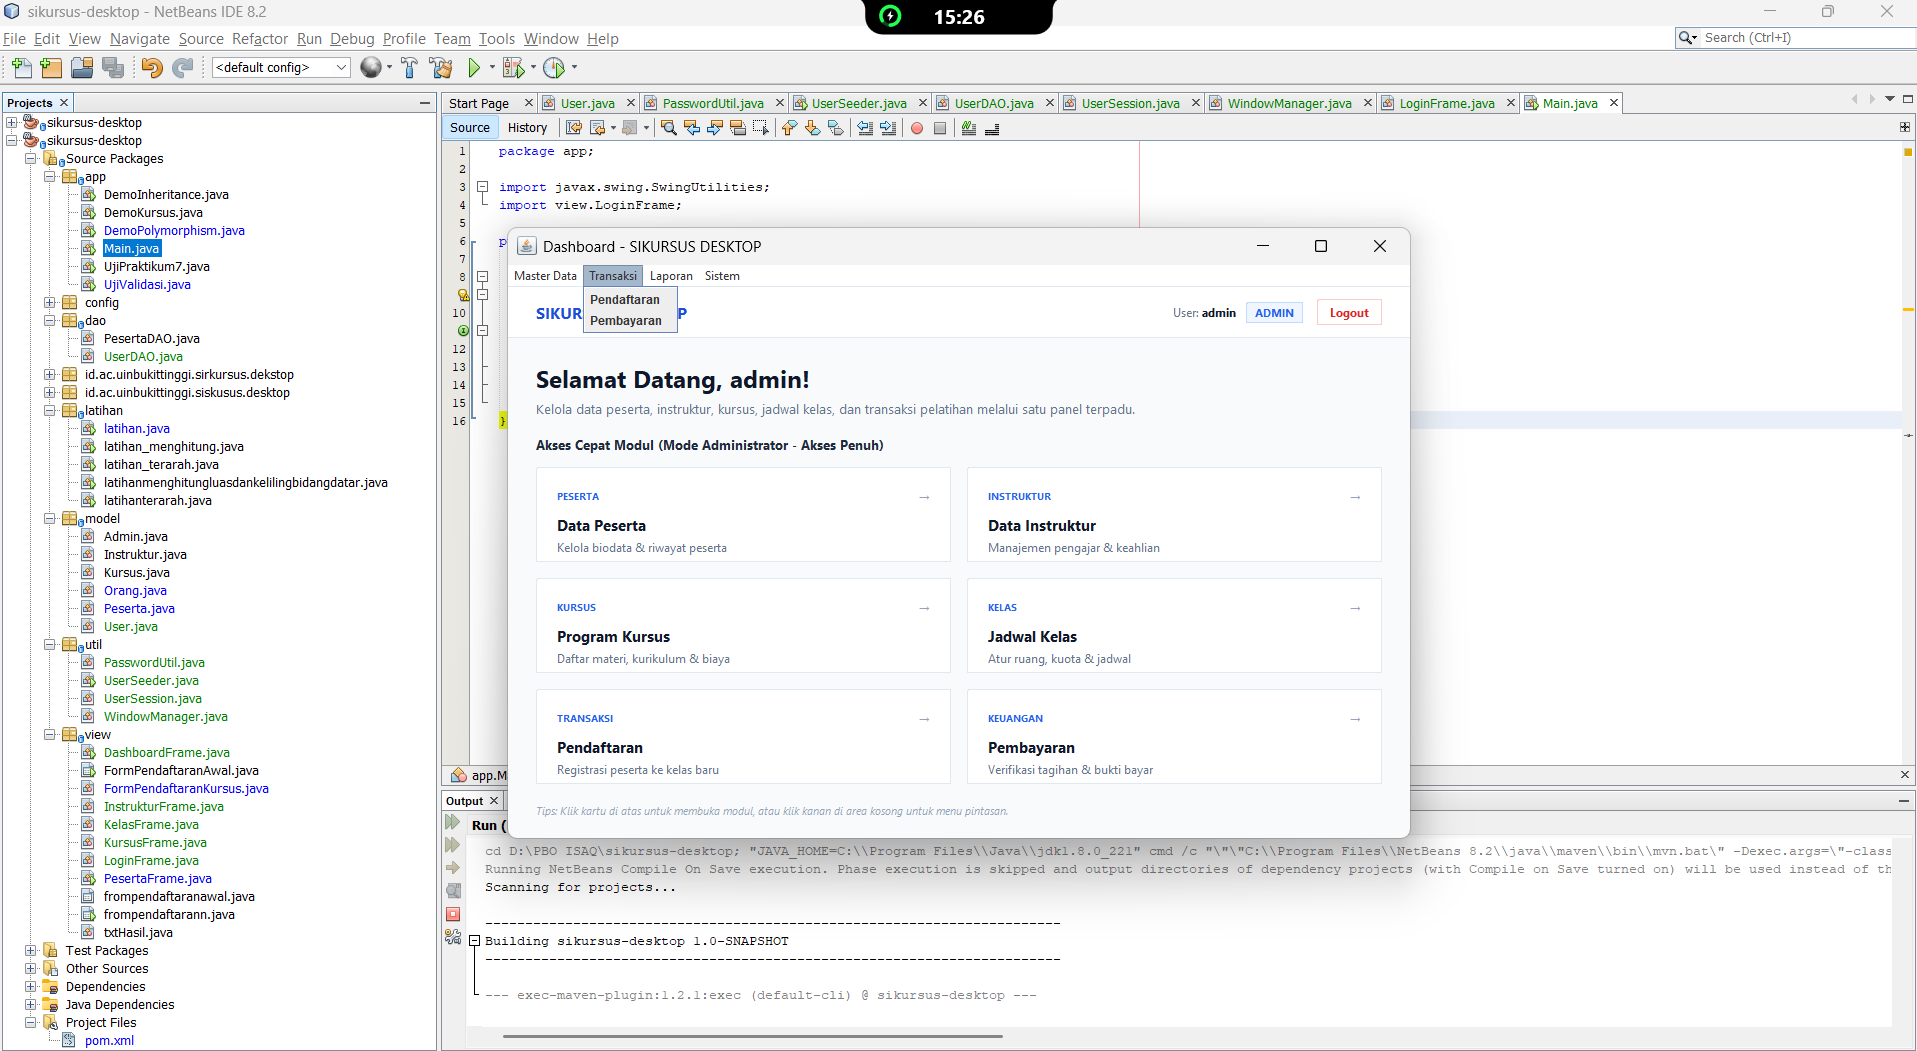 sikursus-desktop - NetBeans IDE 8.2
15:26
File Edit View Navigate Source Refactor Run Debug Profile Team Tools Window Help
Search (Ctrl+I)
<default config>
Projects
sikursus-desktop
sikursus-desktop
Source Packages
app
DemoInheritance.java
DemoKursus.java
DemoPolymorphism.java
Main.java
UjiPraktikum7.java
UjiValidasi.java
config
dao
PesertaDAO.java
UserDAO.java
id.ac.uinbukittinggi.sirkursus.dekstop
id.ac.uinbukittinggi.siskusus.desktop
latihan
latihan.java
latihan_menghitung.java
latihan_terarah.java
latihanmenghitungluasdankelilingbidangdatar.java
latihanterarah.java
model
Admin.java
Instruktur.java
Kursus.java
Orang.java
Peserta.java
User.java
util
PasswordUtil.java
UserSeeder.java
UserSession.java
WindowManager.java
view
DashboardFrame.java
FormPendaftaranAwal.java
FormPendaftaranKursus.java
InstrukturFrame.java
KelasFrame.java
KursusFrame.java
LoginFrame.java
PesertaFrame.java
frompendaftaranawal.java
frompendaftarann.java
txtHasil.java
Test Packages
Other Sources
Dependencies
Java Dependencies
Project Files
pom.xml
Start Page User.java PasswordUtil.java UserSeeder.java UserDAO.java UserSession.java WindowManager.java LoginFrame.java Main.java
Source History
1 package app;
2
3 import javax.swing.SwingUtilities;
4 import view.LoginFrame;
5
6 p
7
8
10
12
13
14
15
16 }
Dashboard - SIKURSUS DESKTOP
Master Data Transaksi Laporan Sistem
Pendaftaran
Pembayaran
SIKUR P
User: admin ADMIN Logout
Selamat Datang, admin!
Kelola data peserta, instruktur, kursus, jadwal kelas, dan transaksi pelatihan melalui satu panel terpadu.
Akses Cepat Modul (Mode Administrator - Akses Penuh)
PESERTA →
Data Peserta
Kelola biodata & riwayat peserta
INSTRUKTUR →
Data Instruktur
Manajemen pengajar & keahlian
KURSUS →
Program Kursus
Daftar materi, kurikulum & biaya
KELAS →
Jadwal Kelas
Atur ruang, kuota & jadwal
TRANSAKSI →
Pendaftaran
Registrasi peserta ke kelas baru
KEUANGAN →
Pembayaran
Verifikasi tagihan & bukti bayar
Tips: Klik kartu di atas untuk membuka modul, atau klik kanan di area kosong untuk menu pintasan.
app.M
Output
Run (
cd D:\PBO ISAQ\sikursus-desktop; "JAVA_HOME=C:\\Program Files\\Java\\jdk1.8.0_221" cmd /c "\"\"C:\\Program Files\\NetBeans 8.2\\java\\maven\\bin\\mvn.bat\" -Dexec.args=\"-class
Running NetBeans Compile On Save execution. Phase execution is skipped and output directories of dependency projects (with Compile on Save turned on) will be used instead of th
Scanning for projects...
------------------------------------------------------------------------
Building sikursus-desktop 1.0-SNAPSHOT
------------------------------------------------------------------------
--- exec-maven-plugin:1.2.1:exec (default-cli) @ sikursus-desktop ---